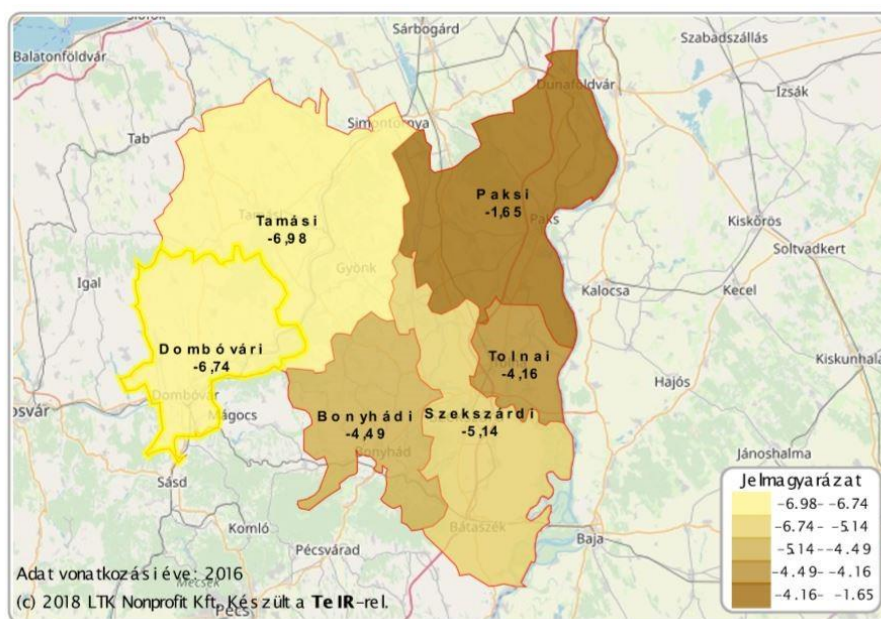 Sárbogárd
Balatonföldvár
Szabadszállás
Dunaföldvár
Izsák
Simontornya
Tab
Paksi
-1,65
Paks
Tamási
-6,98
Kiskőrös
Soltvadkert
Gyönk
Igal
Kalocsa
Kecel
Dombóvári
-6,74
Tolnai
-4,16
Kiskunhala
Hajós
Dombóvár
Mágocs
Bonyhádi
-4,49
Szekszárdi
-5,14
Bonyhád
Jánoshalma
Sásd
Bátaszék
Komló
Baja
Pécsvárad
Mecsek
Pécs
Jelmagyarázat
-6.98- -6.74
-6.74- -5.14
-5.14- -4.49
-4.49- -4.16
-4.16- -1.65
Adat vonatkozási éve: 2016
(c) 2018 LTK Nonprofit Kft. Készült a TeIR-rel.